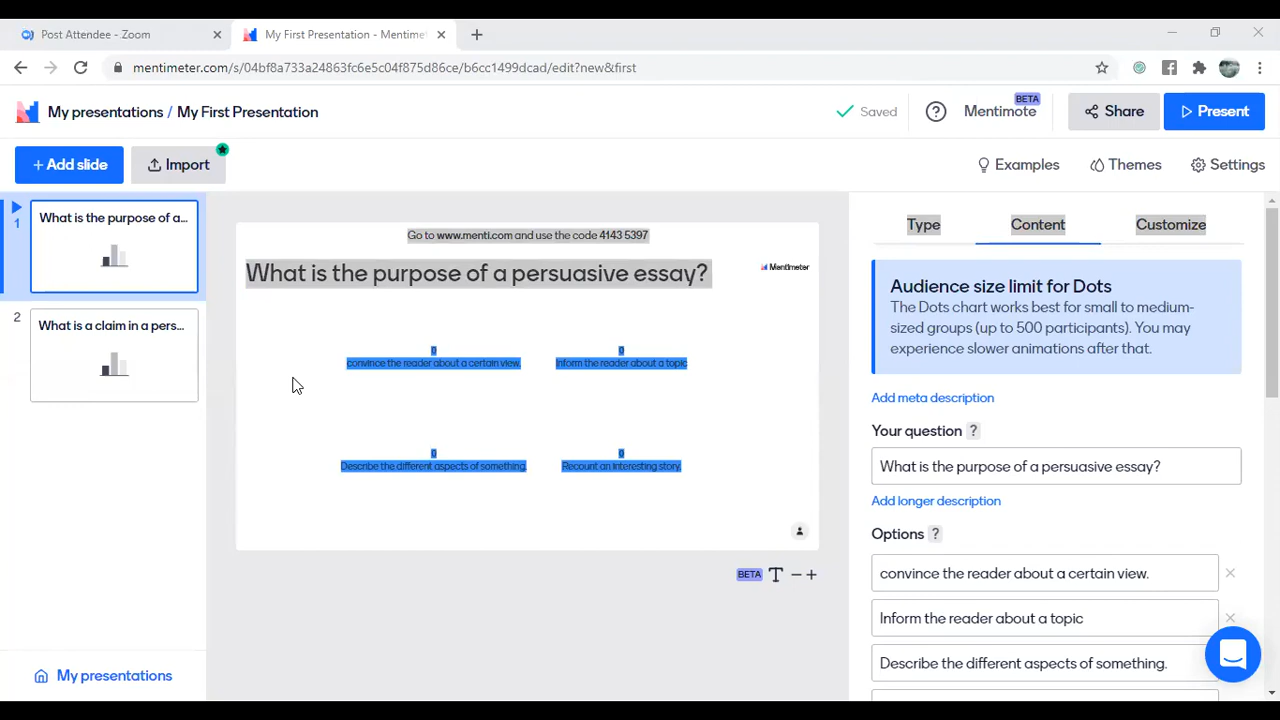 Post Attendee - Zoom
My First Presentation - Mentime
mentimeter.com/s/04bf8a733a24863fc6e5c04f875d86ce/b6cc1499dcad/edit?new&first
My presentations / My First Presentation
Saved
?
Mentimote
BETA
Share
Present
+ Add slide
Import
Examples
Themes
Settings
1
What is the purpose of a...
2
What is a claim in a pers...
My presentations
Go to www.menti.com and use the code 4143 5397
What is the purpose of a persuasive essay?
Mentimeter
0 0
convince the reader about a certain view. Inform the reader about a topic
0 0
Describe the different aspects of something. Recount an interesting story.
BETA T − +
Type Content Customize
Audience size limit for Dots
The Dots chart works best for small to medium-
sized groups (up to 500 participants). You may
experience slower animations after that.
Add meta description
Your question ?
What is the purpose of a persuasive essay?
Add longer description
Options ?
convince the reader about a certain view.
Inform the reader about a topic
Describe the different aspects of something.